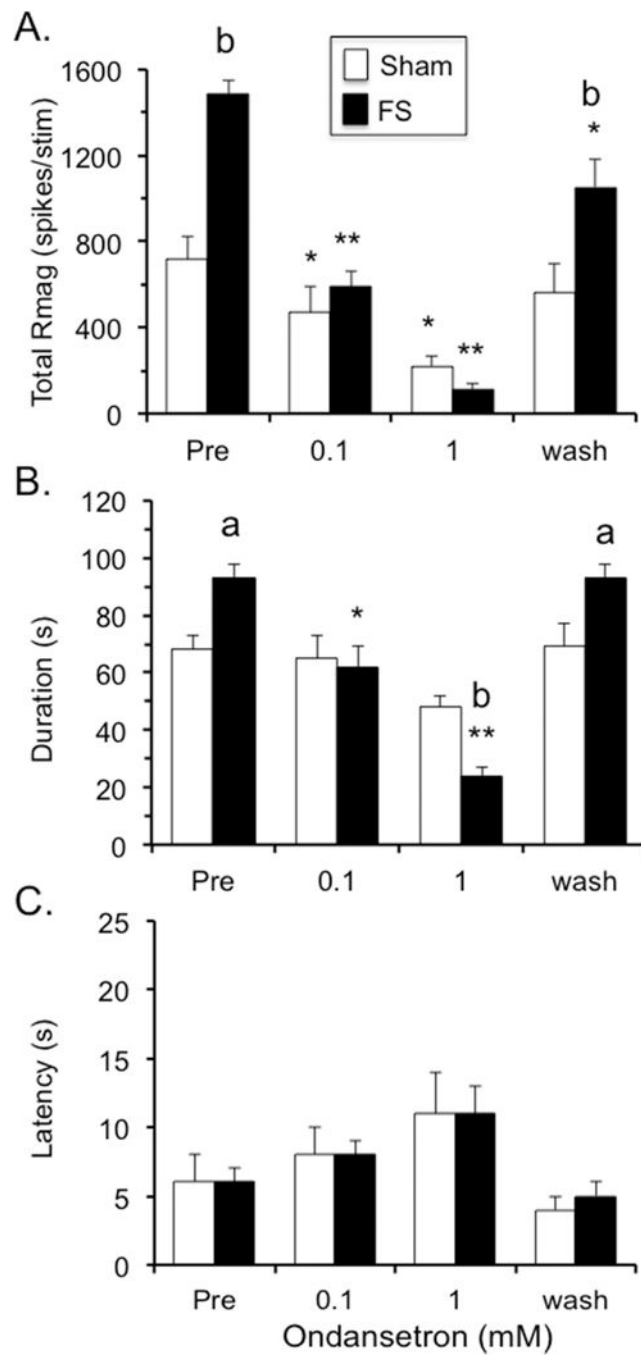 A.
b
Sham
FS
b
*
* **
* **
Total Rmag (spikes/stim)
1600
1200
800
400
0
Pre 0.1 1 wash
B.
a a
*
b
**
Duration (s)
120
100
80
60
40
20
0
Pre 0.1 1 wash
C.
Latency (s)
25
20
15
10
5
0
Pre 0.1 1 wash
Ondansetron (mM)